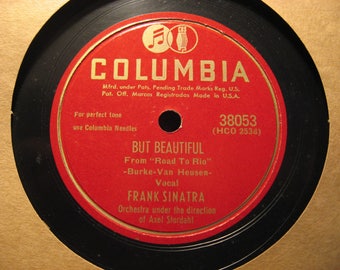 COLUMBIA
Mfrd. under Pats. Pending Trade Marks Reg. U.S.
Pat. Off. Marcas Registradas Made in U.S.A.
For perfect tone
use Columbia Needles
38053
(HCO 2538)
BUT BEAUTIFUL
From "Road To Rio"
-Burke-Van Heusen-
Vocal
FRANK SINATRA
Orchestra under the direction
of Axel Stordahl